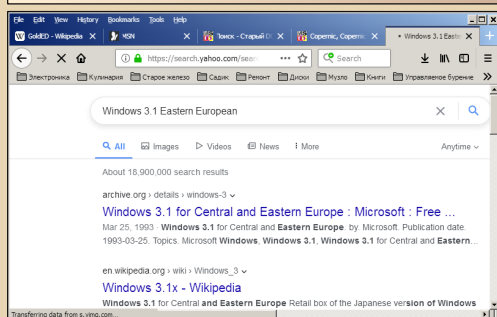 File Edit View History Bookmarks Tools Help
GoldED - Wikipedia MSN Поиск - Старый DO Copernic, Copernic Windows 3.1 Easter
https://search.yahoo.com/sear Search
Электроника Кулинария Старое железо Садик Ремонт Диски Музло Книги Управляемое бурение
Windows 3.1 Eastern European
All Images Videos News More Anytime
About 18,900,000 search results
archive.org › details › windows-3
Windows 3.1 for Central and Eastern Europe : Microsoft : Free ...
Mar 25, 1993 · Windows 3.1 for Central and Eastern Europe. by. Microsoft. Publication date.
1993-03-25. Topics. Microsoft Windows, Windows 3.1, Windows 3.1 for Central and Eastern...
en.wikipedia.org › wiki › Windows_3
Windows 3.1x - Wikipedia
Windows 3.1 for Central and Eastern Europe Retail box of the Japanese version of Windows
Transferring data from s.yimg.com...